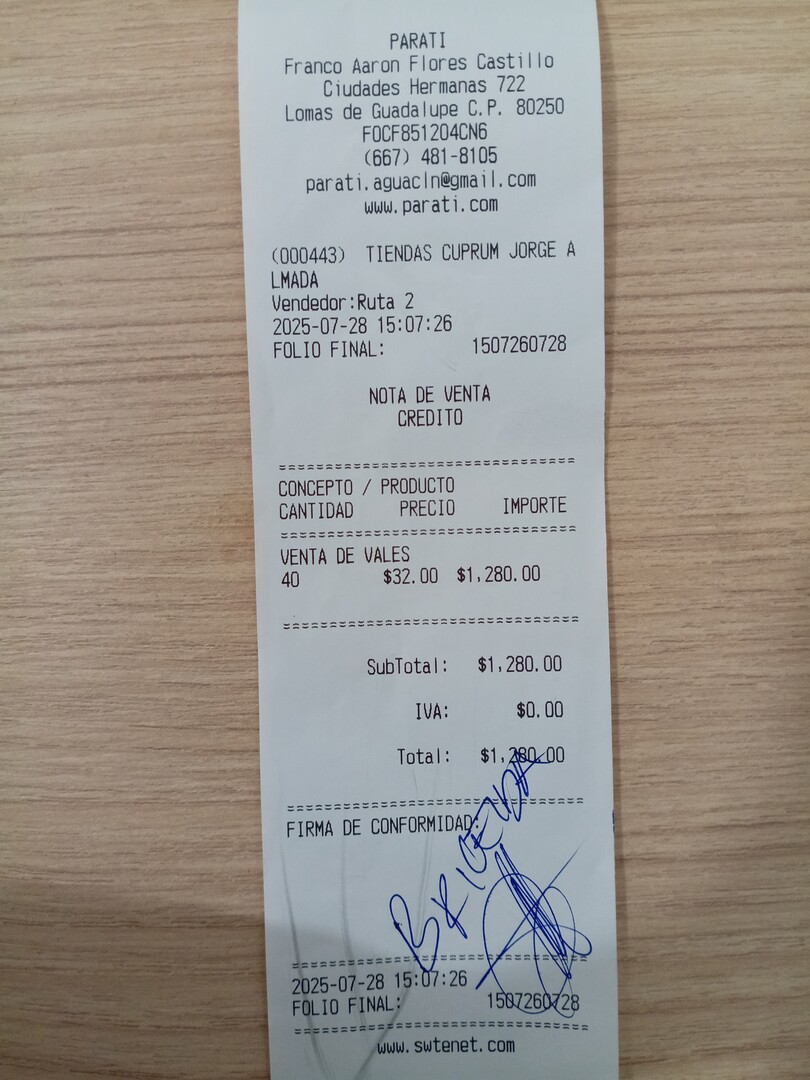 PARATI
Franco Aaron Flores Castillo
Ciudades Hermanas 722
Lomas de Guadalupe C.P. 80250
FOCF851204CN6
(667) 481-8105
parati.aguacln@gmail.com
www.parati.com
(000443) TIENDAS CUPRUM JORGE A
LMADA
Vendedor:Ruta 2
2025-07-28 15:07:26
FOLIO FINAL: 1507260728
NOTA DE VENTA
CREDITO
================================
CONCEPTO / PRODUCTO
CANTIDAD PRECIO IMPORTE
================================
VENTA DE VALES
40 $32.00 $1,280.00
================================
SubTotal: $1,280.00
IVA: $0.00
Total: $1,280.00
================================
FIRMA DE CONFORMIDAD:
BRICEYDA
================================
2025-07-28 15:07:26
FOLIO FINAL: 1507260728
================================
www.swtenet.com